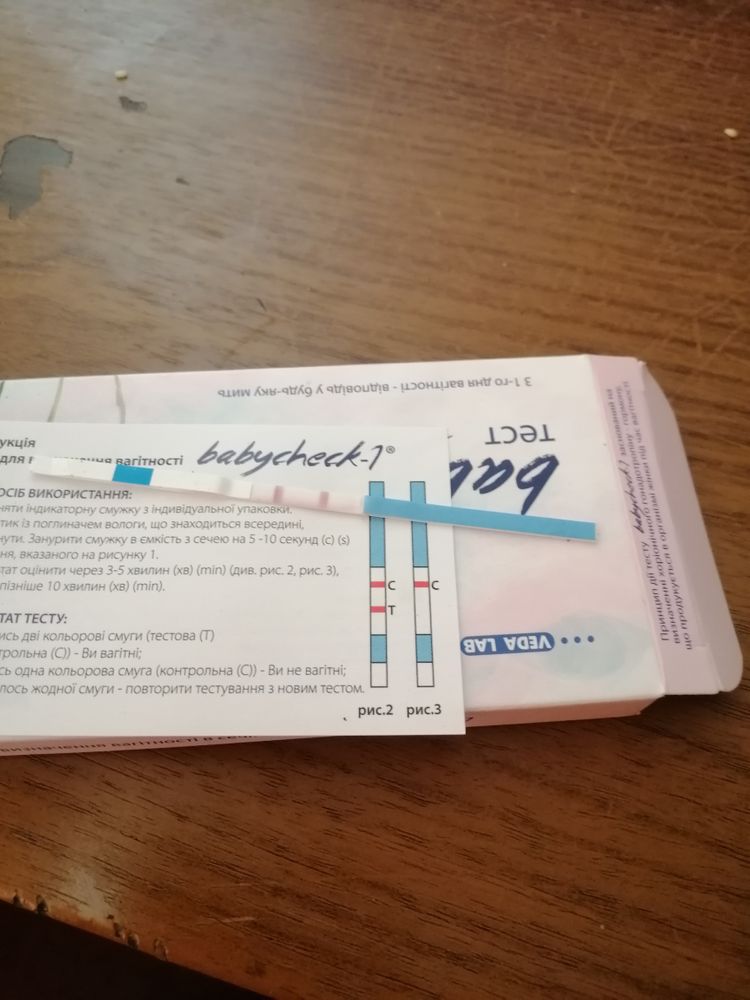 З 1-го дня вагітності - відповідь у будь-яку мить
тест
ba
VEDA LAB
Принцип дії тесту babycheck-1 заснований на
визначенні хоріонічного гонадотропіну - гормону,
що продукується в організмі жінки під час вагітності
укція
для вагітності babycheck-1®
ОСІБ ВИКОРИСТАННЯ:
няти індикаторну смужку з індивідуальної упаковки.
тик із поглиначем вологи, що знаходиться всередині,
нути. Занурити смужку в ємкість з сечею на 5 -10 секунд (с) (s)
ня, вказаного на рисунку 1.
тат оцінити через 3-5 хвилин (хв) (min) (див. рис. 2, рис. 3),
пізніше 10 хвилин (хв) (min).
ТАТ ТЕСТУ:
ись дві кольорові смуги (тестова (Т)
трольна (С)) - Ви вагітні;
сь одна кольорова смуга (контрольна (С)) - Ви не вагітні;
лось жодної смуги - повторити тестування з новим тестом.
C
T
C
рис.2 рис.3
визначення вагітності в